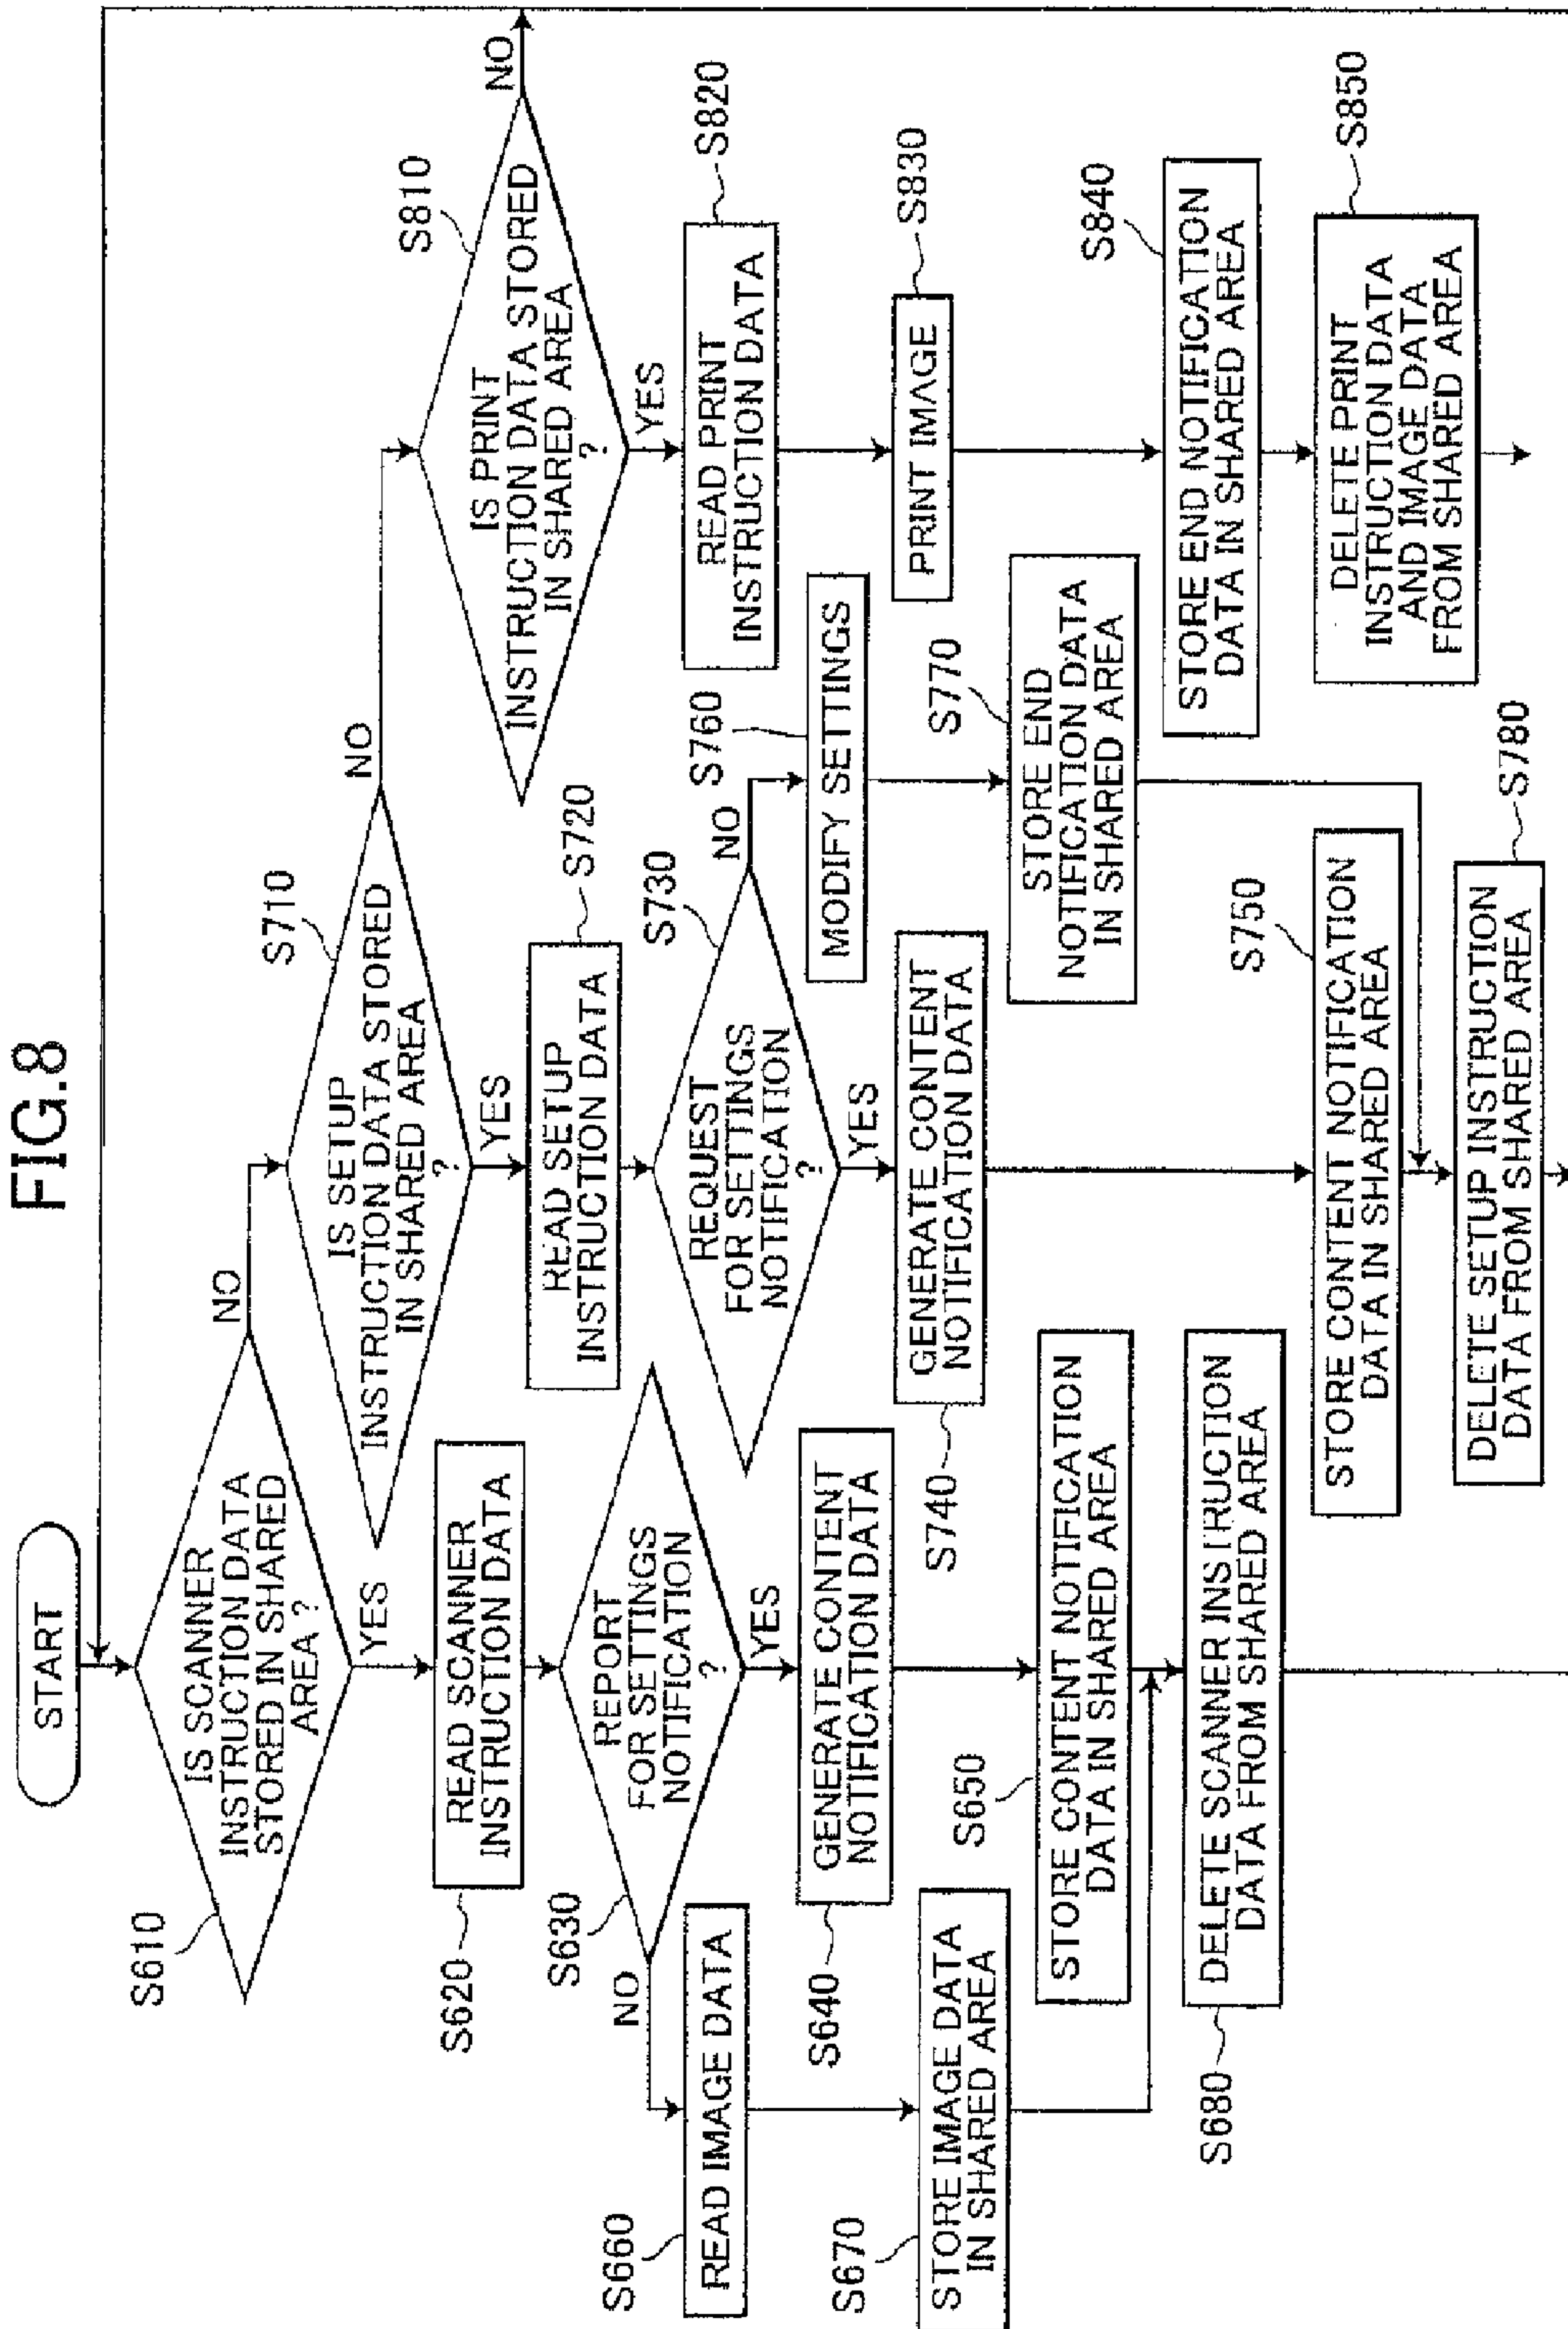 FIG.8
START
S610
IS SCANNER
INSTRUCTION DATA
STORED IN SHARED
AREA ?
NO
YES
S620
READ SCANNER
INSTRUCTION DATA
S630
REPORT
FOR SETTINGS
NOTIFICATION
?
NO
YES
S660
READ IMAGE DATA
S640
GENERATE CONTENT
NOTIFICATION DATA
S670
STORE IMAGE DATA
IN SHARED AREA
S650
STORE CONTENT NOTIFICATION
DATA IN SHARED AREA
S680
DELETE SCANNER INSTRUCTION
DATA FROM SHARED AREA
S710
IS SETUP
INSTRUCTION DATA STORED
IN SHARED AREA
?
NO
YES
S720
READ SETUP
INSTRUCTION DATA
S730
REQUEST
FOR SETTINGS
NOTIFICATION
?
NO
YES
S760
MODIFY SETTINGS
S740
GENERATE CONTENT
NOTIFICATION DATA
S770
STORE END
NOTIFICATION DATA
IN SHARED AREA
S750
STORE CONTENT NOTIFICATION
DATA IN SHARED AREA
S780
DELETE SETUP INSTRUCTION
DATA FROM SHARED AREA
S810
IS PRINT
INSTRUCTION DATA STORED
IN SHARED AREA
?
NO
YES
S820
READ PRINT
INSTRUCTION DATA
S830
PRINT IMAGE
S840
STORE END NOTIFICATION
DATA IN SHARED AREA
S850
DELETE PRINT
INSTRUCTION DATA
AND IMAGE DATA
FROM SHARED AREA